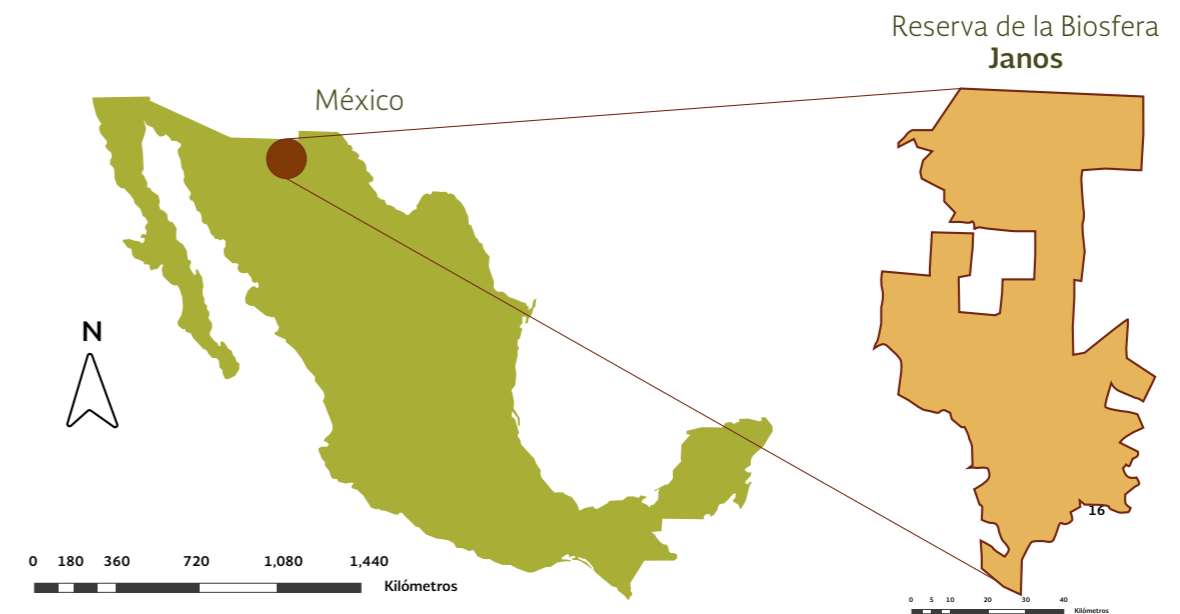 Reserva de la Biosfera
Janos
México
N
16
0 180 360 720 1,080 1,440
Kilómetros
0 5 10 20 30 40
Kilómetros